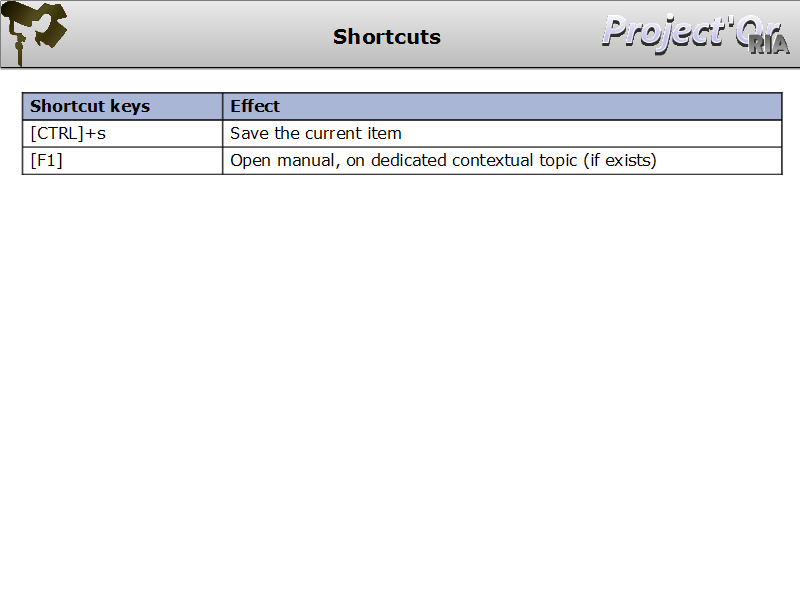 Shortcuts
Project'Or
RIA
Shortcut keys Effect
[CTRL]+s Save the current item
[F1] Open manual, on dedicated contextual topic (if exists)